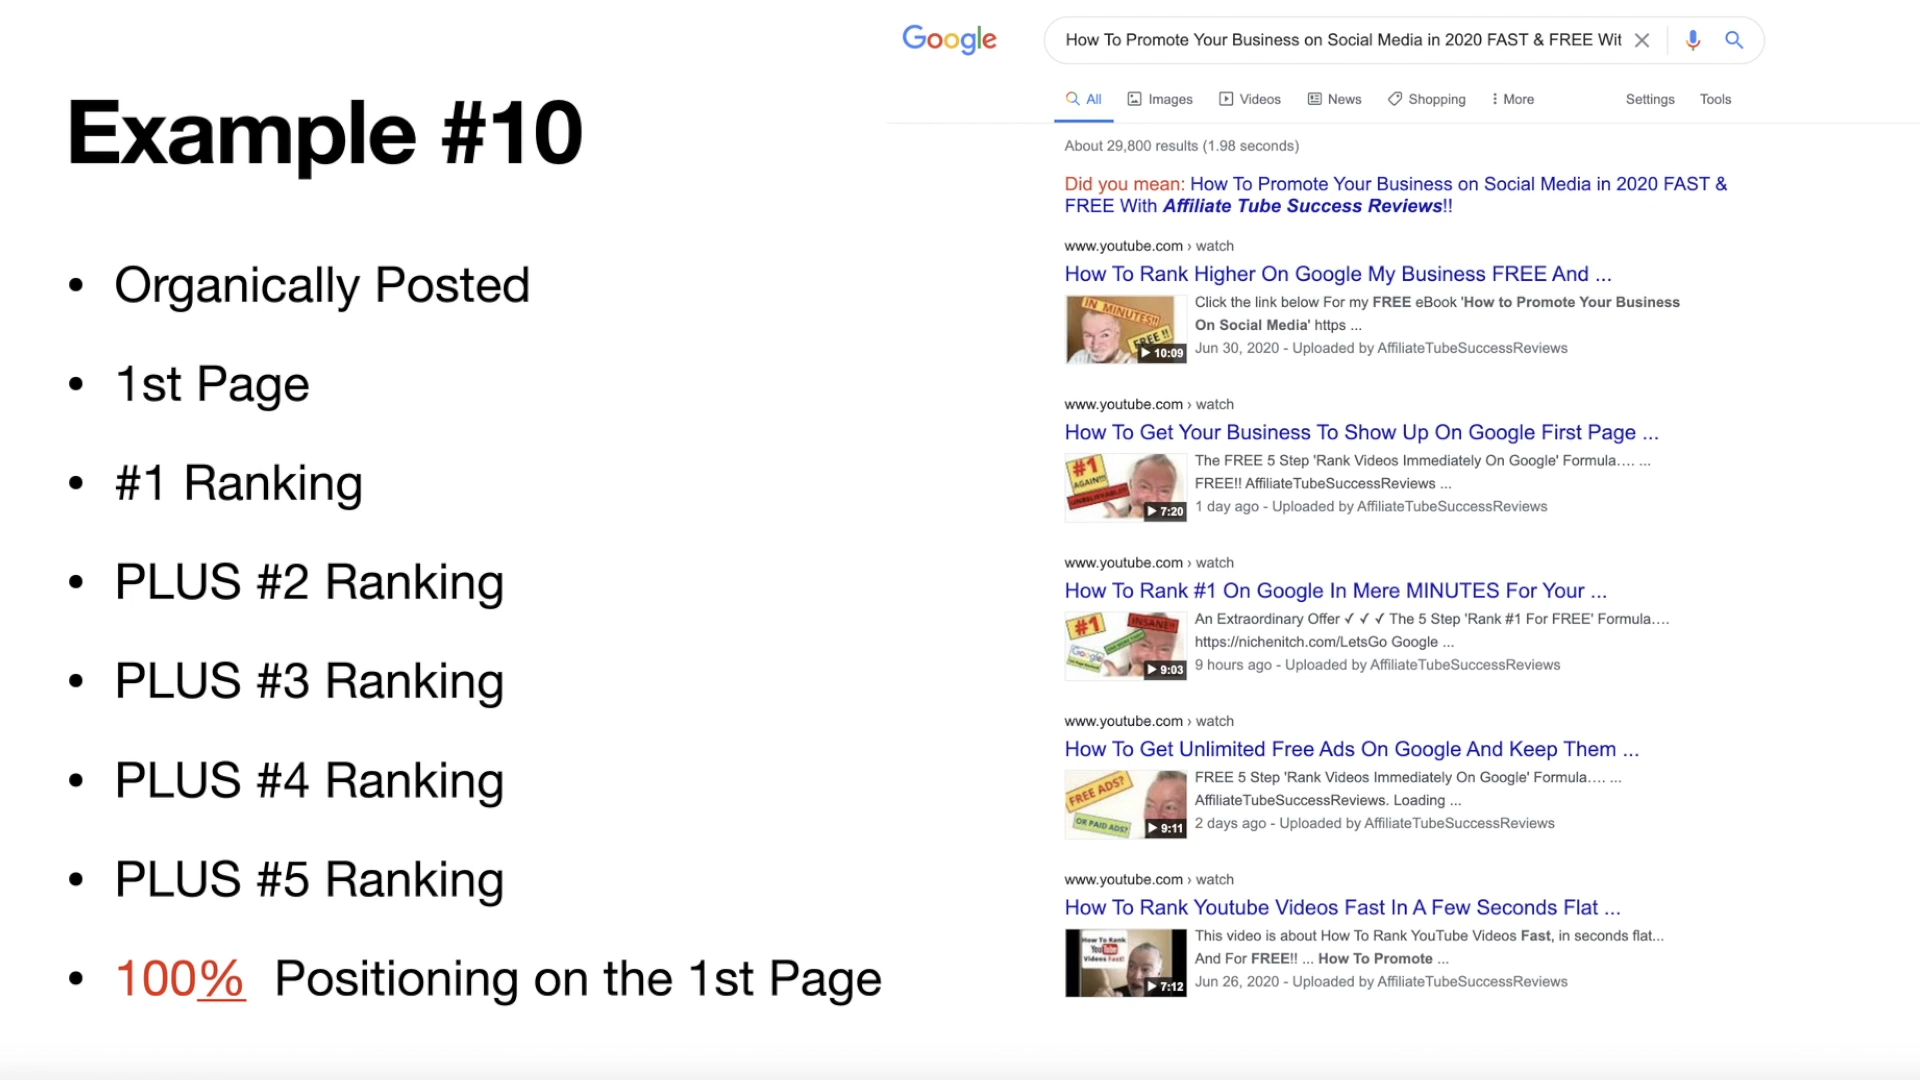 Example #10
• Organically Posted
• 1st Page
• #1 Ranking
• PLUS #2 Ranking
• PLUS #3 Ranking
• PLUS #4 Ranking
• PLUS #5 Ranking
• 100% Positioning on the 1st Page
Google
How To Promote Your Business on Social Media in 2020 FAST & FREE Wit
All Images Videos News Shopping More Settings Tools
About 29,800 results (1.98 seconds)
Did you mean: How To Promote Your Business on Social Media in 2020 FAST &
FREE With Affiliate Tube Success Reviews!!
www.youtube.com › watch
How To Rank Higher On Google My Business FREE And ...
IN MINUTES!!
FREE !!
10:09
Click the link below For my FREE eBook 'How to Promote Your Business
On Social Media' https ...
Jun 30, 2020 - Uploaded by AffiliateTubeSuccessReviews
www.youtube.com › watch
How To Get Your Business To Show Up On Google First Page ...
#1
AGAIN!!!
7:20
The FREE 5 Step 'Rank Videos Immediately On Google' Formula.... ...
FREE!! AffiliateTubeSuccessReviews ...
1 day ago - Uploaded by AffiliateTubeSuccessReviews
www.youtube.com › watch
How To Rank #1 On Google In Mere MINUTES For Your ...
#1
INSANE!!
Google
9:03
An Extraordinary Offer ✓ ✓ ✓ The 5 Step 'Rank #1 For FREE' Formula....
https://nichenitch.com/LetsGo Google ...
9 hours ago - Uploaded by AffiliateTubeSuccessReviews
www.youtube.com › watch
How To Get Unlimited Free Ads On Google And Keep Them ...
FREE ADS?
OR PAID ADS?
9:11
FREE 5 Step 'Rank Videos Immediately On Google' Formula.... ...
AffiliateTubeSuccessReviews. Loading ...
2 days ago - Uploaded by AffiliateTubeSuccessReviews
www.youtube.com › watch
How To Rank Youtube Videos Fast In A Few Seconds Flat ...
How To Rank
YouTube
Videos Fast!
7:12
This video is about How To Rank YouTube Videos Fast, in seconds flat...
And For FREE!! ... How To Promote ...
Jun 26, 2020 - Uploaded by AffiliateTubeSuccessReviews